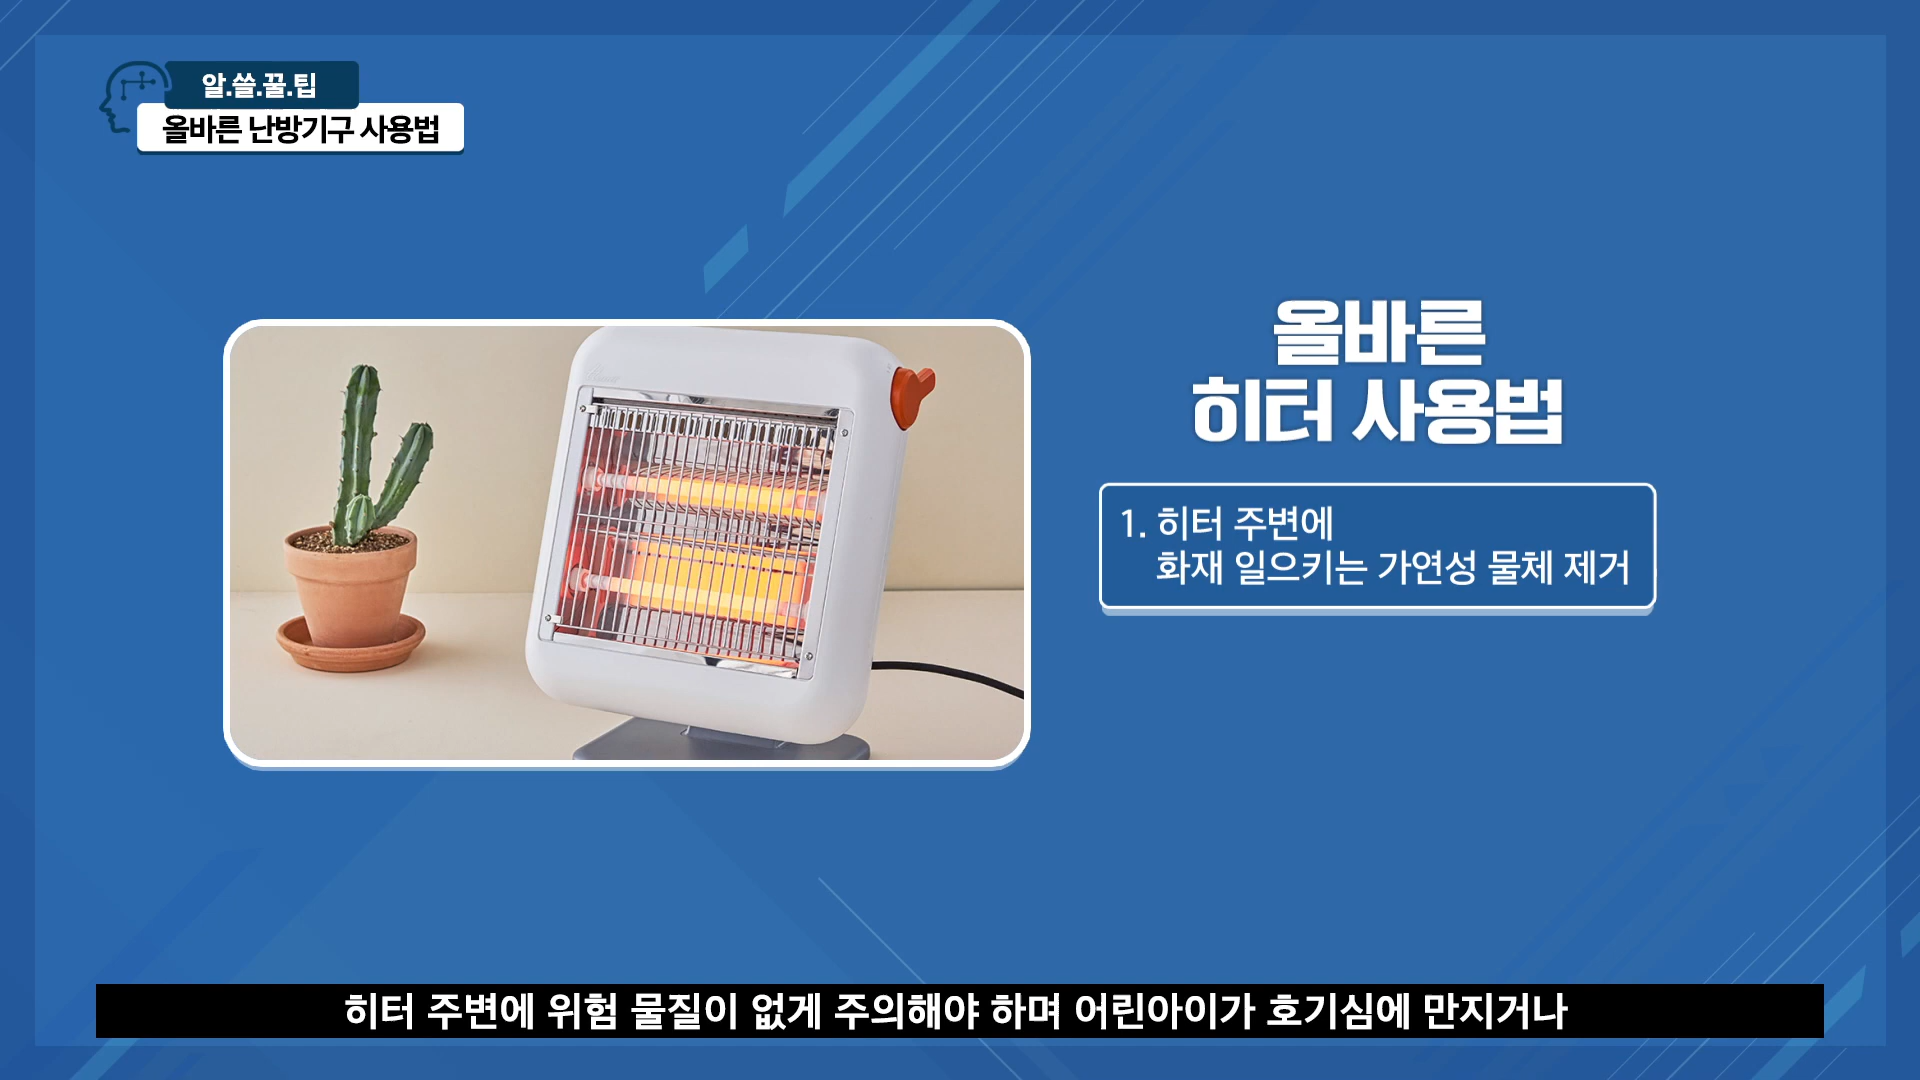 알.쓸.꿀.팁
올바른 난방기구 사용법
올바른
히터 사용법
1. 히터 주변에
화재 일으키는 가연성 물체 제거
히터 주변에 위험 물질이 없게 주의해야 하며 어린아이가 호기심에 만지거나